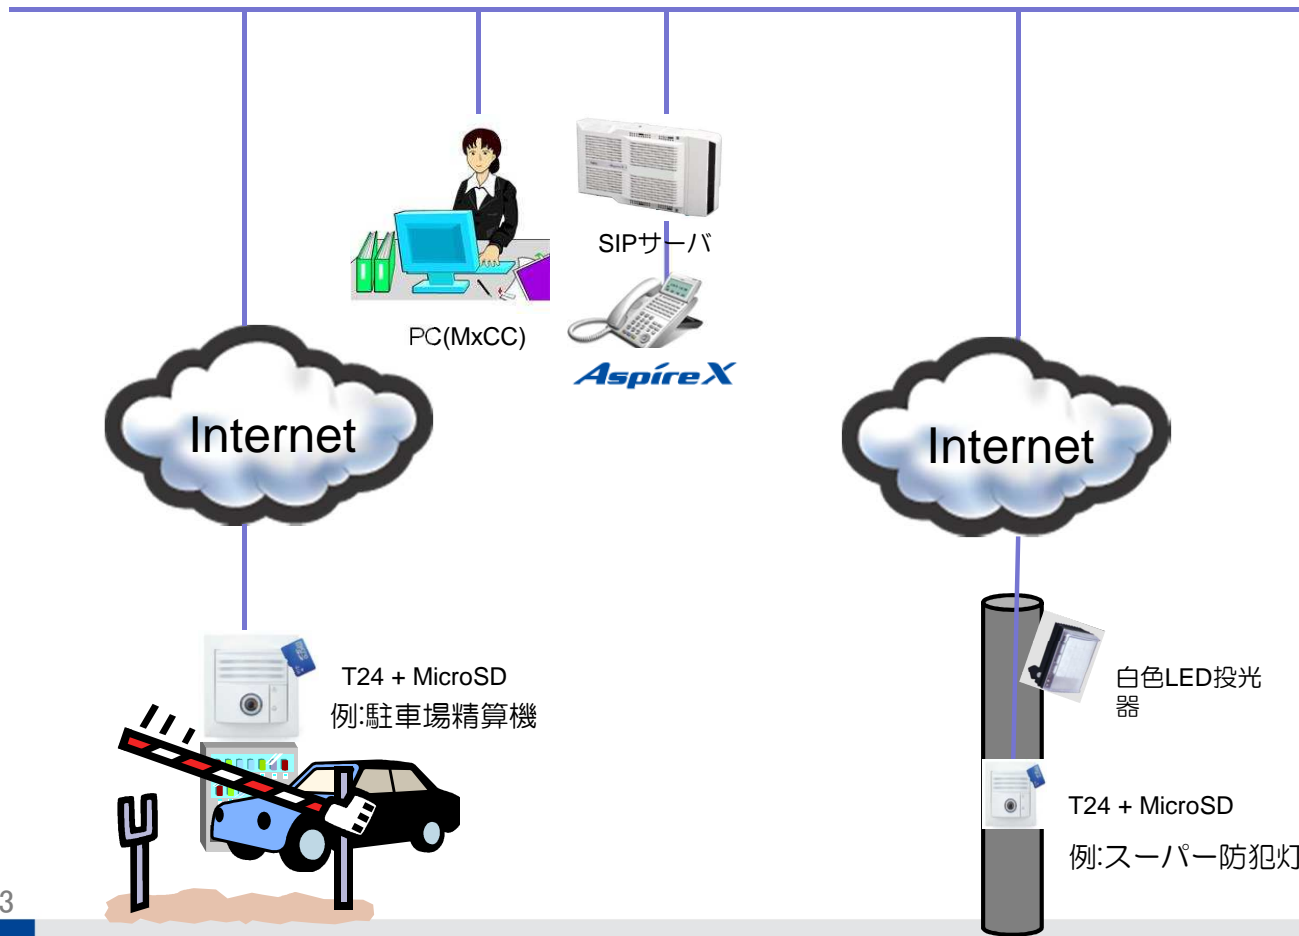 SIPサーバ
PC(MxCC)
AspireX
Internet
Internet
T24 + MicroSD
例:駐車場精算機
白色LED投光
器
T24 + MicroSD
例:スーパー防犯灯
3